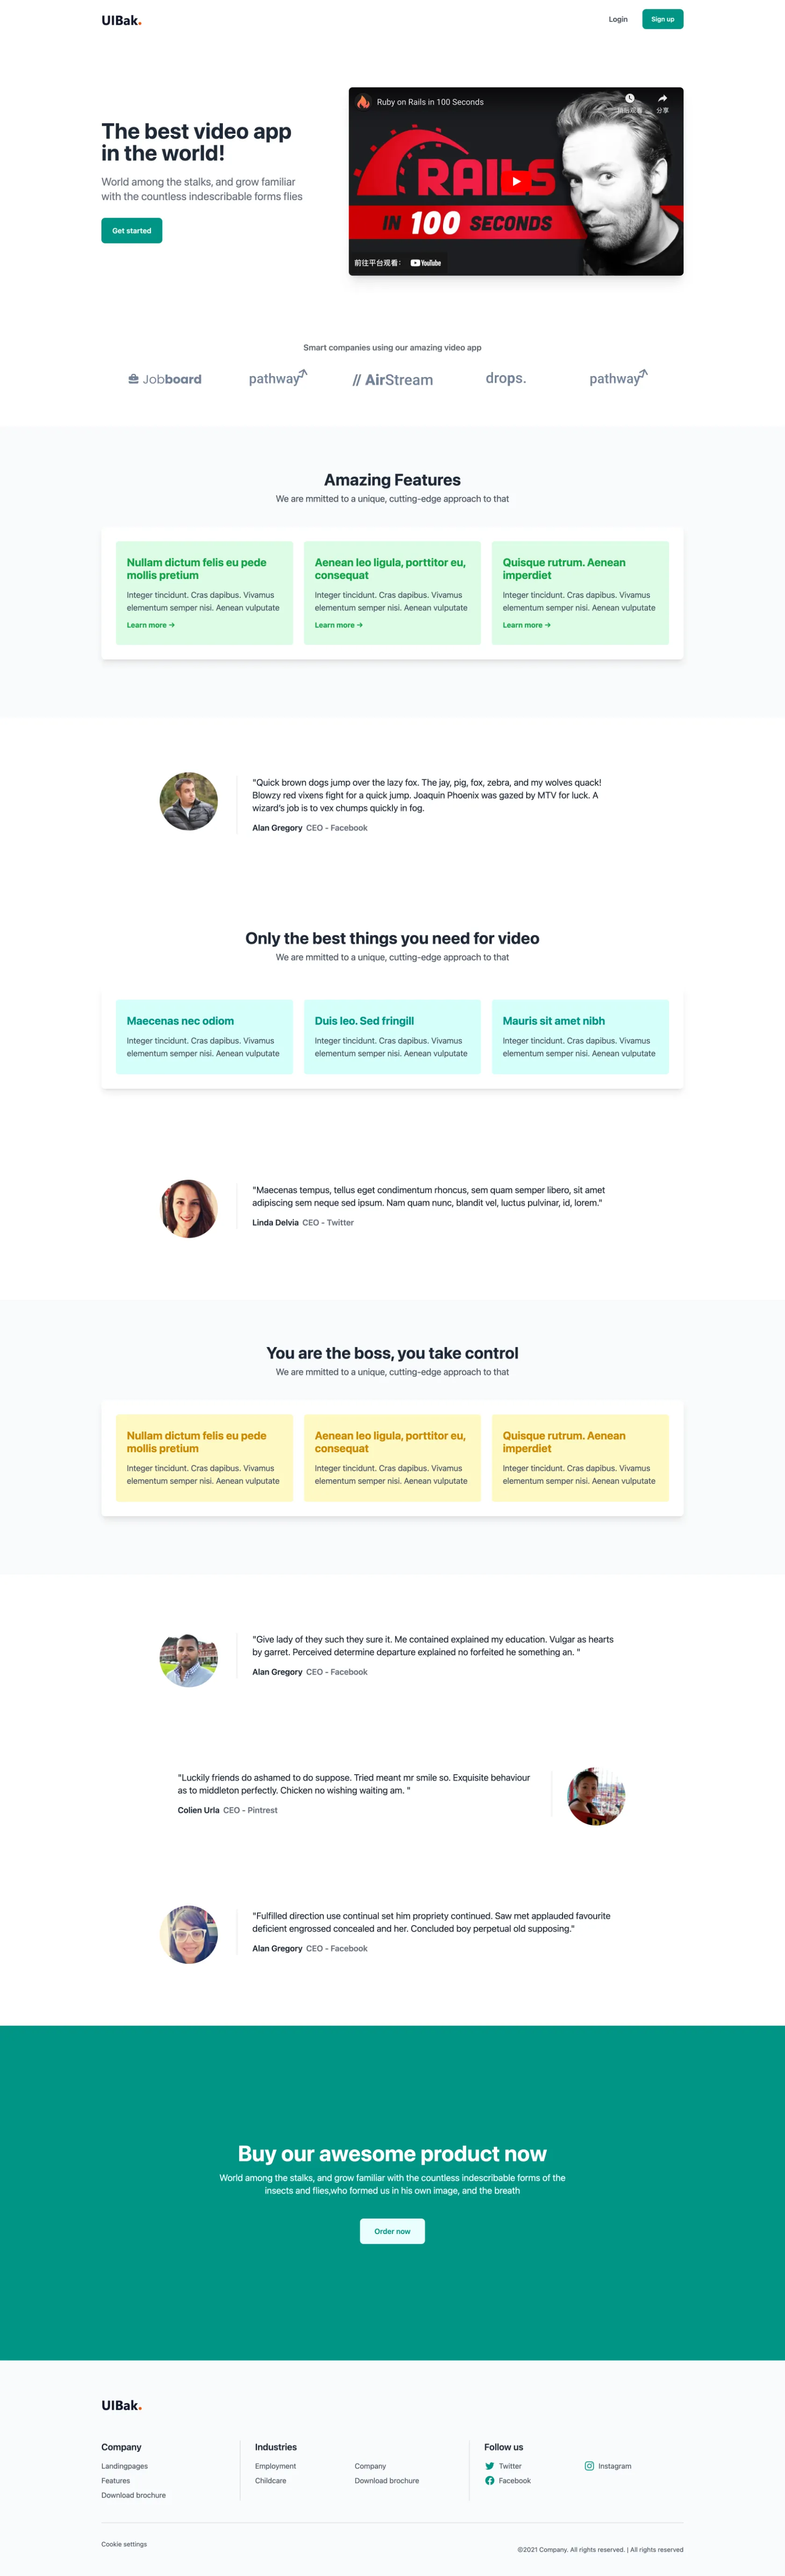 UIBak.
Login
Sign up
The best video app
in the world!
World among the stalks, and grow familiar
with the countless indescribable forms flies
Get started
Ruby on Rails in 100 Seconds
稍后观看
分享
RAILS
IN 100 SECONDS
前往平台观看：
YouTube
Smart companies using our amazing video app
Jobboard
pathway
// AirStream
drops.
pathway
Amazing Features
We are mmitted to a unique, cutting-edge approach to that
Nullam dictum felis eu pede
mollis pretium
Integer tincidunt. Cras dapibus. Vivamus
elementum semper nisi. Aenean vulputate
Learn more →
Aenean leo ligula, porttitor eu,
consequat
Integer tincidunt. Cras dapibus. Vivamus
elementum semper nisi. Aenean vulputate
Learn more →
Quisque rutrum. Aenean
imperdiet
Integer tincidunt. Cras dapibus. Vivamus
elementum semper nisi. Aenean vulputate
Learn more →
"Quick brown dogs jump over the lazy fox. The jay, pig, fox, zebra, and my wolves quack!
Blowzy red vixens fight for a quick jump. Joaquin Phoenix was gazed by MTV for luck. A
wizard's job is to vex chumps quickly in fog.
Alan Gregory CEO - Facebook
Only the best things you need for video
We are mmitted to a unique, cutting-edge approach to that
Maecenas nec odiom
Integer tincidunt. Cras dapibus. Vivamus
elementum semper nisi. Aenean vulputate
Duis leo. Sed fringill
Integer tincidunt. Cras dapibus. Vivamus
elementum semper nisi. Aenean vulputate
Mauris sit amet nibh
Integer tincidunt. Cras dapibus. Vivamus
elementum semper nisi. Aenean vulputate
"Maecenas tempus, tellus eget condimentum rhoncus, sem quam semper libero, sit amet
adipiscing sem neque sed ipsum. Nam quam nunc, blandit vel, luctus pulvinar, id, lorem."
Linda Delvia CEO - Twitter
You are the boss, you take control
We are mmitted to a unique, cutting-edge approach to that
Nullam dictum felis eu pede
mollis pretium
Integer tincidunt. Cras dapibus. Vivamus
elementum semper nisi. Aenean vulputate
Aenean leo ligula, porttitor eu,
consequat
Integer tincidunt. Cras dapibus. Vivamus
elementum semper nisi. Aenean vulputate
Quisque rutrum. Aenean
imperdiet
Integer tincidunt. Cras dapibus. Vivamus
elementum semper nisi. Aenean vulputate
"Give lady of they such they sure it. Me contained explained my education. Vulgar as hearts
by garret. Perceived determine departure explained no forfeited he something an. "
Alan Gregory CEO - Facebook
"Luckily friends do ashamed to do suppose. Tried meant mr smile so. Exquisite behaviour
as to middleton perfectly. Chicken no wishing waiting am. "
Colien Urla CEO - Pintrest
"Fulfilled direction use continual set him propriety continued. Saw met applauded favourite
deficient engrossed concealed and her. Concluded boy perpetual old supposing."
Alan Gregory CEO - Facebook
Buy our awesome product now
World among the stalks, and grow familiar with the countless indescribable forms of the
insects and flies,who formed us in his own image, and the breath
Order now
UIBak.
Company
Landingpages
Features
Download brochure
Industries
Employment
Childcare
Company
Download brochure
Follow us
Twitter
Facebook
Instagram
Cookie settings
©2021 Company. All rights reserved. | All rights reserved